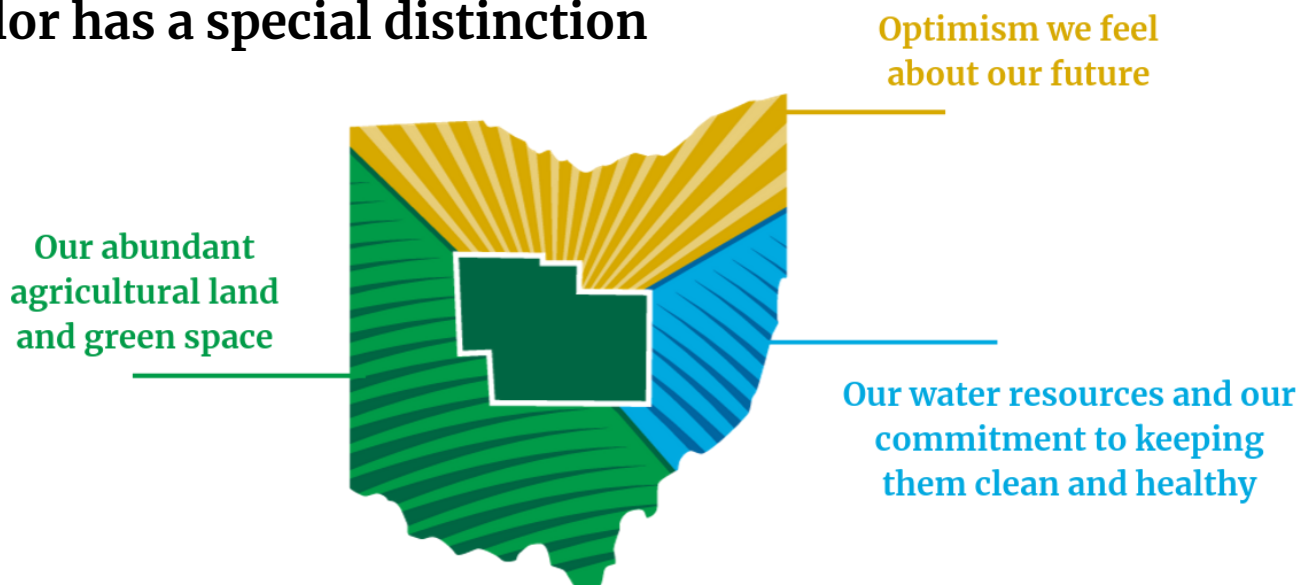 lor has a special distinction
Optimism we feel
about our future
Our abundant
agricultural land
and green space
Our water resources and our
commitment to keeping
them clean and healthy